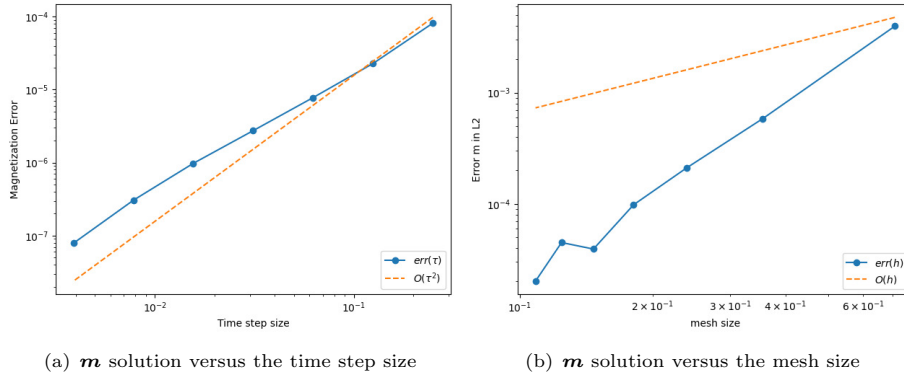 10⁻⁴
10⁻⁵
10⁻⁶
10⁻⁷
Magnetization Error
10⁻²
10⁻¹
Time step size
err(τ)
O(τ²)
10⁻³
10⁻⁴
Error m in L2
10⁻¹
2 × 10⁻¹
3 × 10⁻¹
4 × 10⁻¹
6 × 10⁻¹
mesh size
err(h)
O(h)
(a) m solution versus the time step size
(b) m solution versus the mesh size